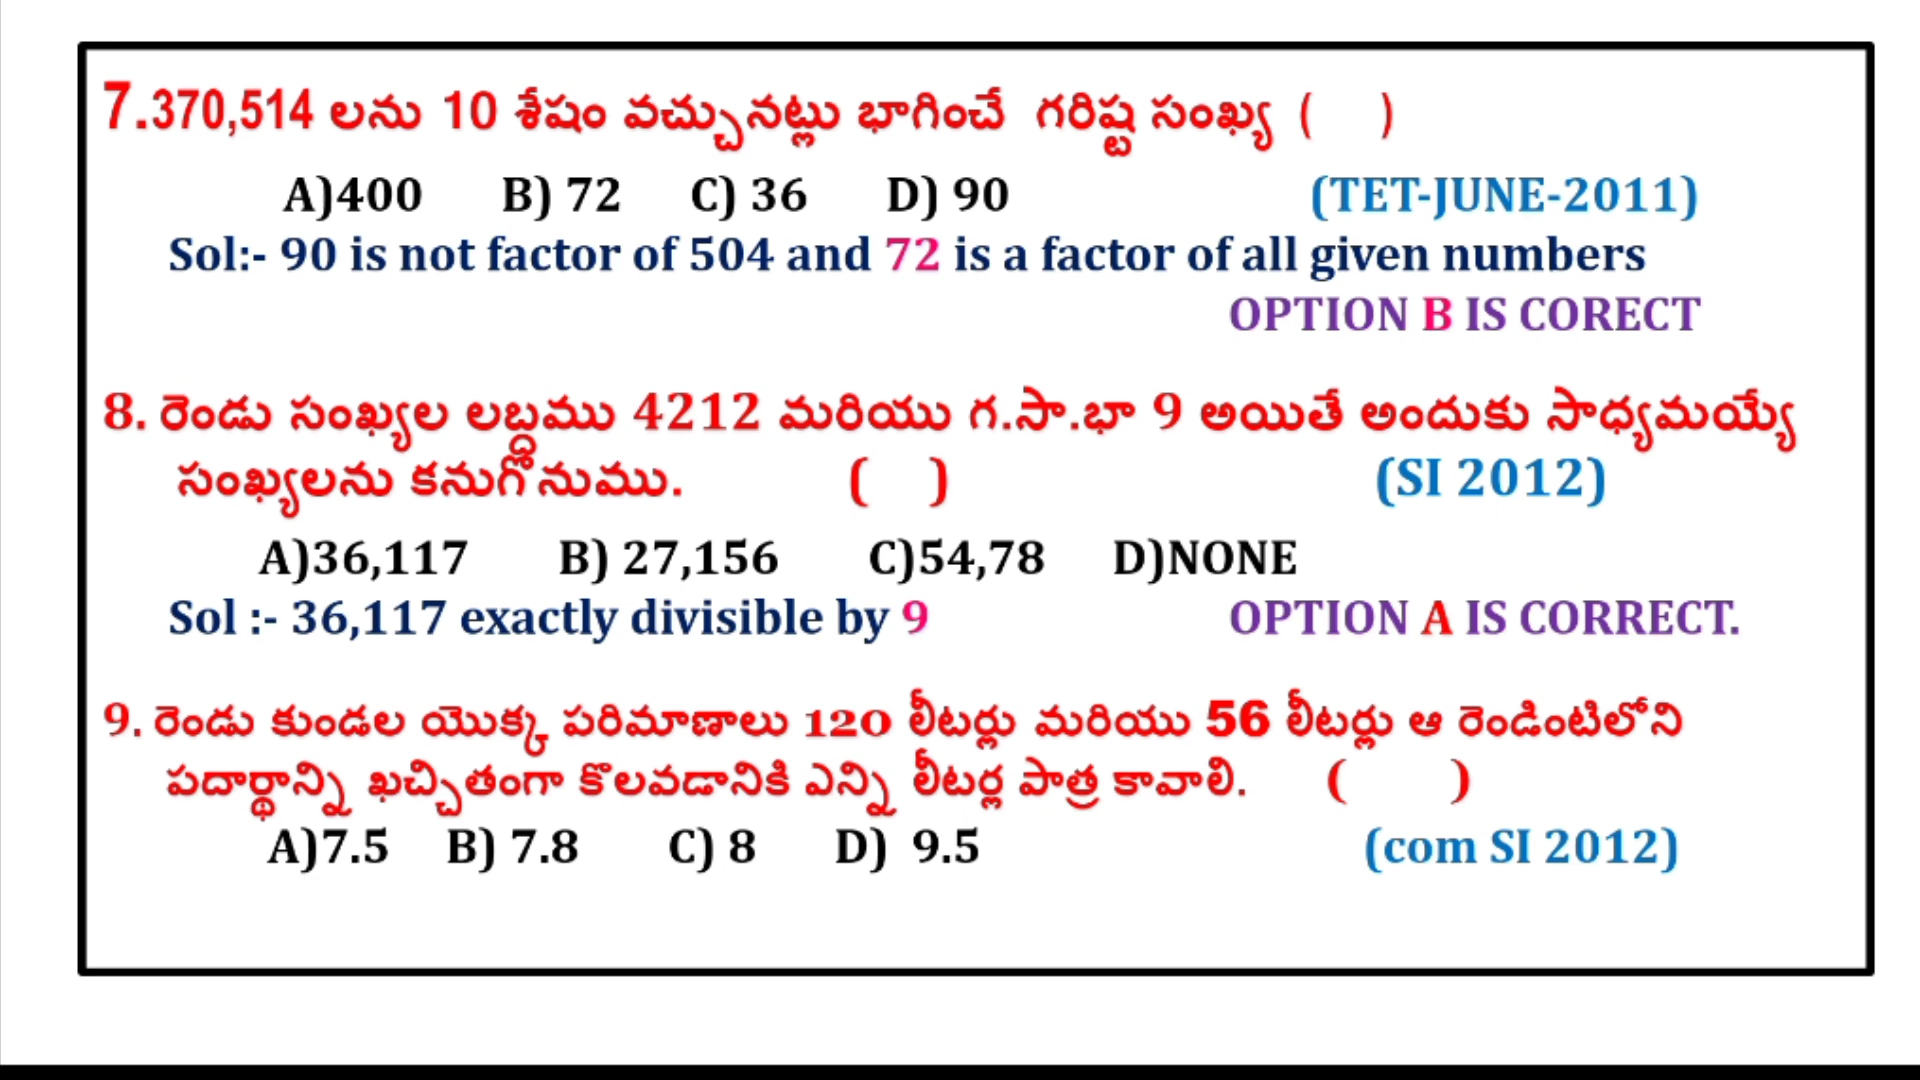 7.370,514 లను 10 శేషం వచ్చునట్లు భాగించే గరిష్ట సంఖ్య ( )
A)400 B) 72 C) 36 D) 90 (TET-JUNE-2011)
Sol:- 90 is not factor of 504 and 72 is a factor of all given numbers
OPTION B IS CORECT
8. రెండు సంఖ్యల లబ్ధము 4212 మరియు గ.సా.భా 9 అయితే అందుకు సాధ్యమయ్యే
సంఖ్యలను కనుగొనుము. ( ) (SI 2012)
A)36,117 B) 27,156 C)54,78 D)NONE
Sol :- 36,117 exactly divisible by 9 OPTION A IS CORRECT.
9. రెండు కుండల యొక్క పరిమాణాలు 120 లీటర్లు మరియు 56 లీటర్లు ఆ రెండింటిలోని
పదార్థాన్ని ఖచ్చితంగా కొలవడానికి ఎన్ని లీటర్ల పాత్ర కావాలి. ( )
A)7.5 B) 7.8 C) 8 D) 9.5 (com SI 2012)